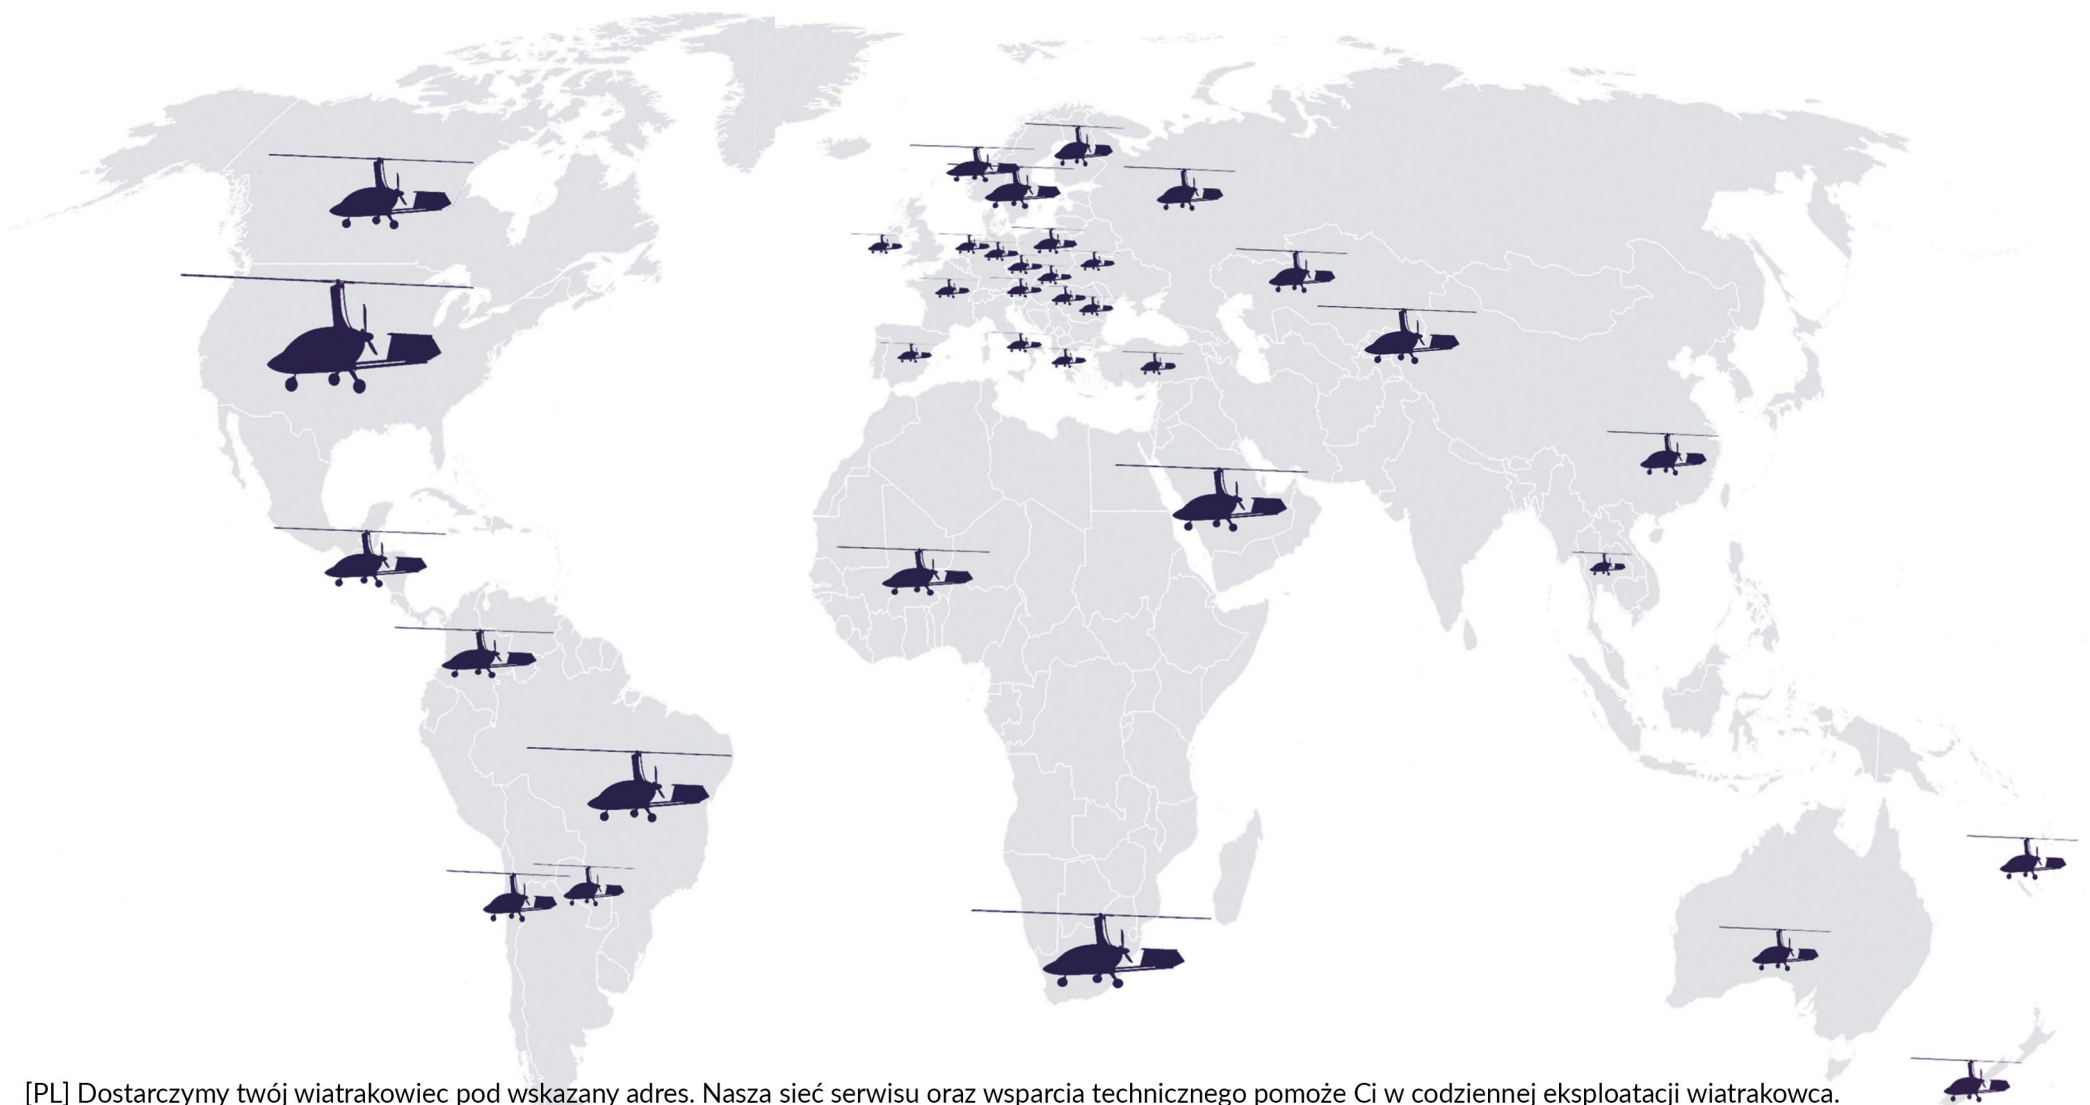 [PL] Dostarczymy twój wiatrakowiec pod wskazany adres. Nasza sieć serwisu oraz wsparcia technicznego pomoże Ci w codziennej eksploatacji wiatrakowca.